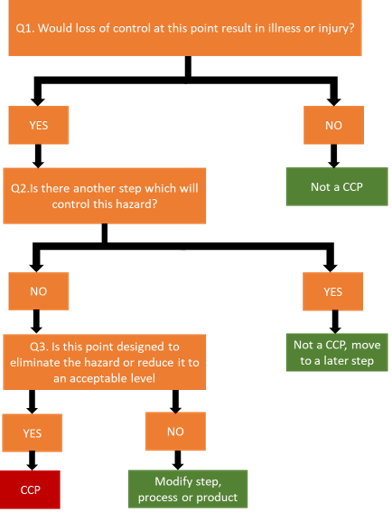 Q1. Would loss of control at this point result in illness or injury?
YES
NO
Not a CCP
Q2.Is there another step which will
control this hazard?
NO
YES
Q3. Is this point designed to
eliminate the hazard or reduce it to
an acceptable level
Not a CCP, move
to a later step
YES
NO
CCP
Modify step,
process or product